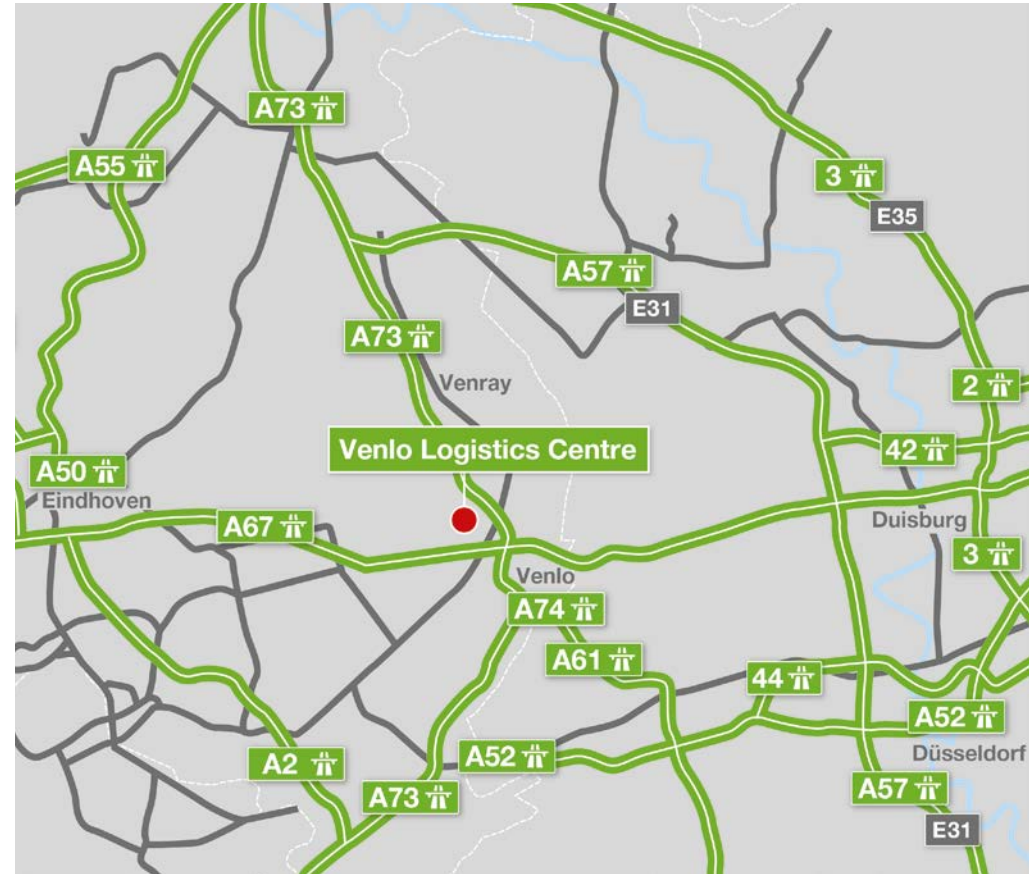 A73
A55
3
E35
A57
E31
A73
2
Venray
Venlo Logistics Centre
42
A50
Eindhoven
A67
Duisburg
3
Venlo
A74
A61
44
A52
A52
Düsseldorf
A2
A73
A57
E31